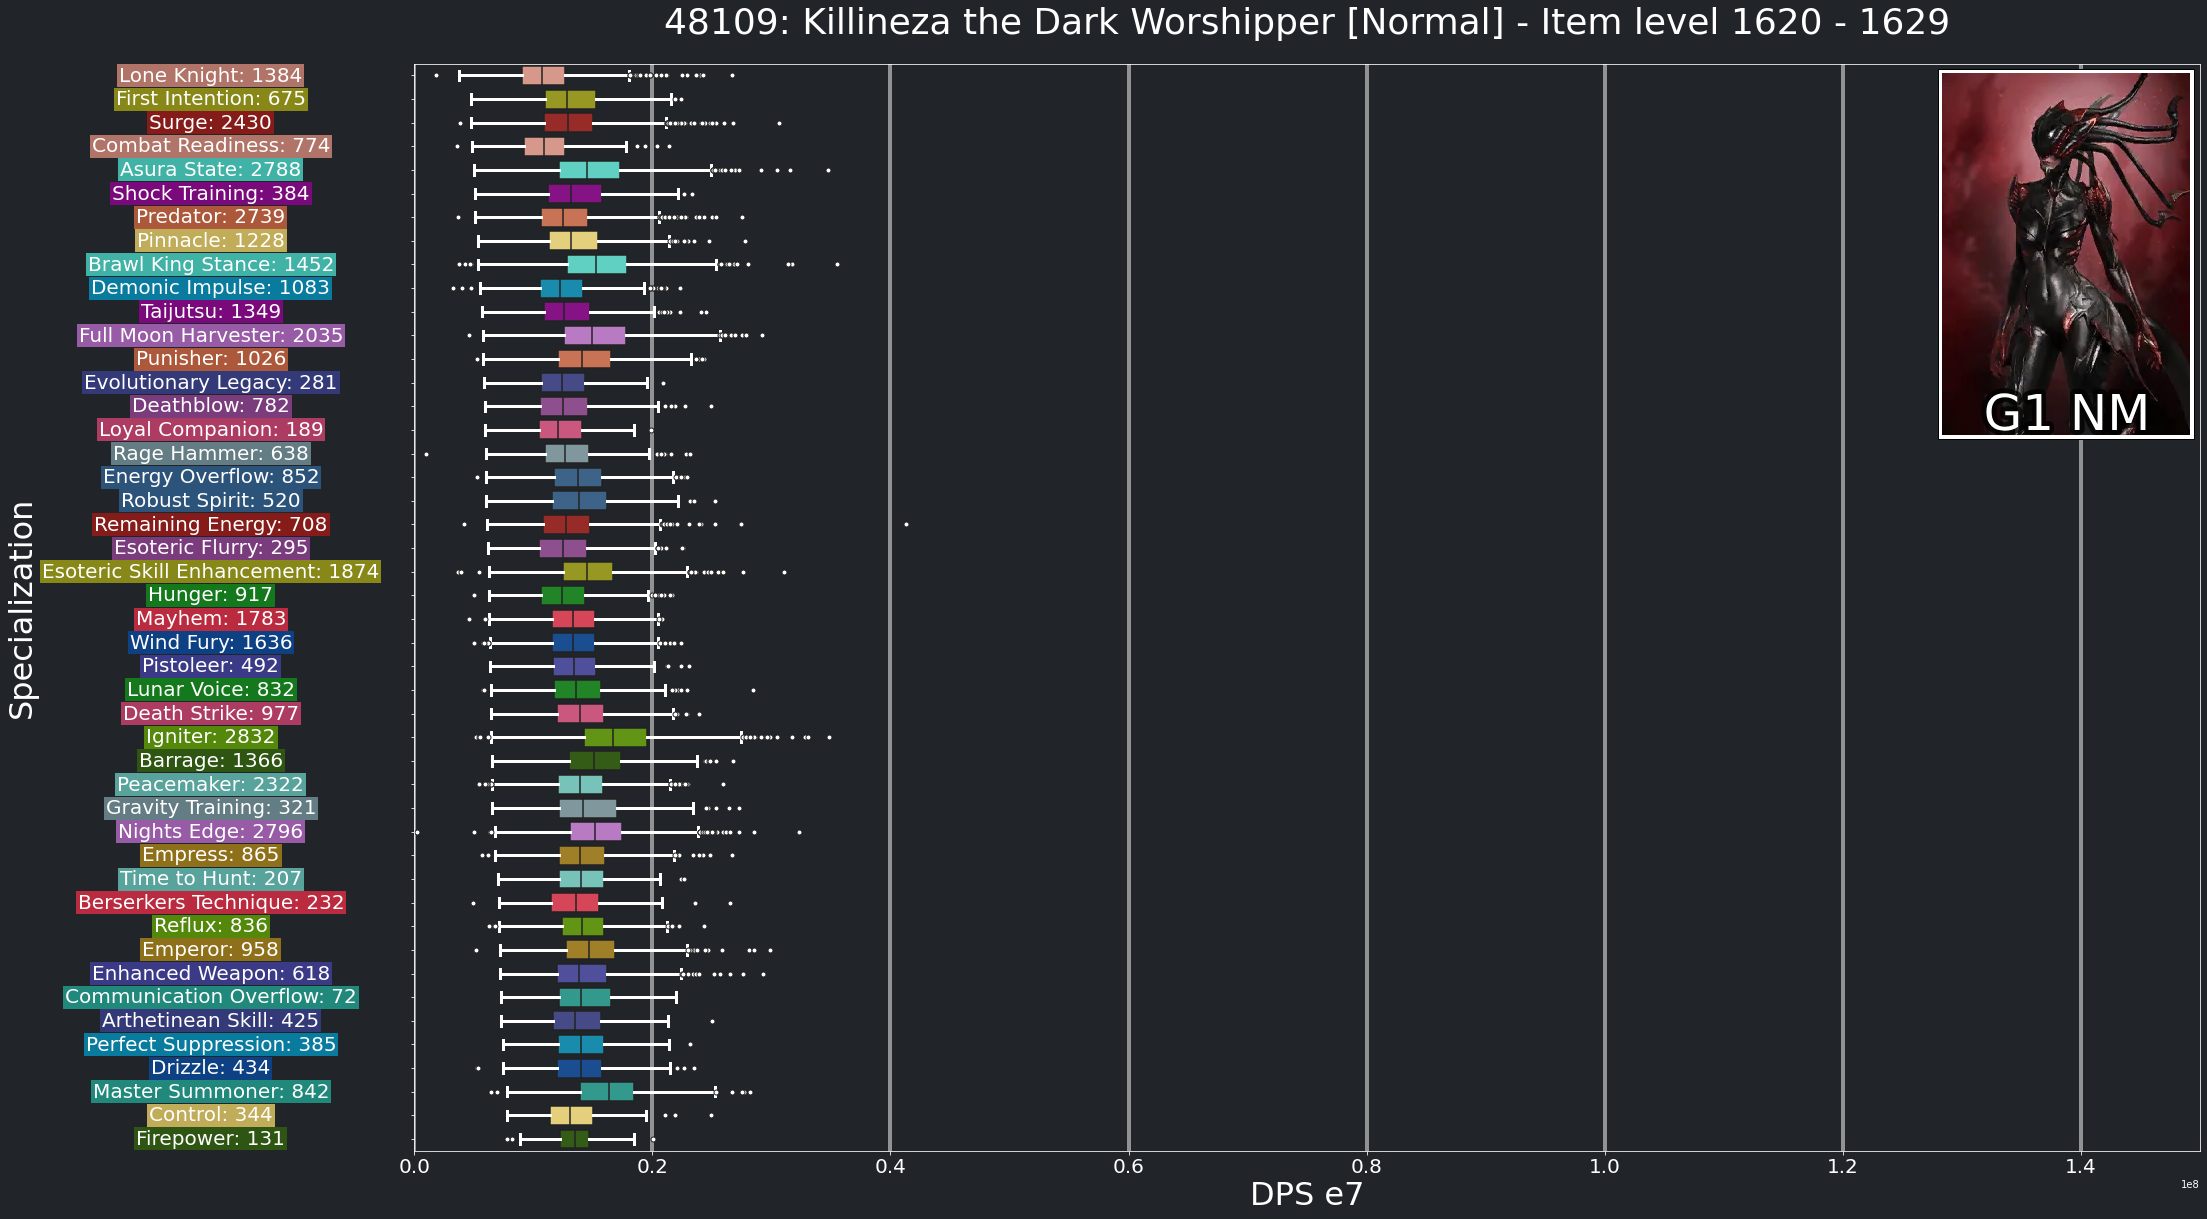 48109: Killineza the Dark Worshipper [Normal] - Item level 1620 - 1629
Lone Knight: 1384
First Intention: 675
Surge: 2430
Combat Readiness: 774
Asura State: 2788
Shock Training: 384
Predator: 2739
Pinnacle: 1228
Brawl King Stance: 1452
Demonic Impulse: 1083
Taijutsu: 1349
Full Moon Harvester: 2035
Punisher: 1026
Evolutionary Legacy: 281
Deathblow: 782
Loyal Companion: 189
Rage Hammer: 638
Energy Overflow: 852
Robust Spirit: 520
Remaining Energy: 708
Esoteric Flurry: 295
Esoteric Skill Enhancement: 1874
Hunger: 917
Mayhem: 1783
Wind Fury: 1636
Pistoleer: 492
Lunar Voice: 832
Death Strike: 977
Igniter: 2832
Barrage: 1366
Peacemaker: 2322
Gravity Training: 321
Nights Edge: 2796
Empress: 865
Time to Hunt: 207
Berserkers Technique: 232
Reflux: 836
Emperor: 958
Enhanced Weapon: 618
Communication Overflow: 72
Arthetinean Skill: 425
Perfect Suppression: 385
Drizzle: 434
Master Summoner: 842
Control: 344
Firepower: 131
Specialization
G1 NM
0.0 0.2 0.4 0.6 0.8 1.0 1.2 1.4
DPS e7
1e8